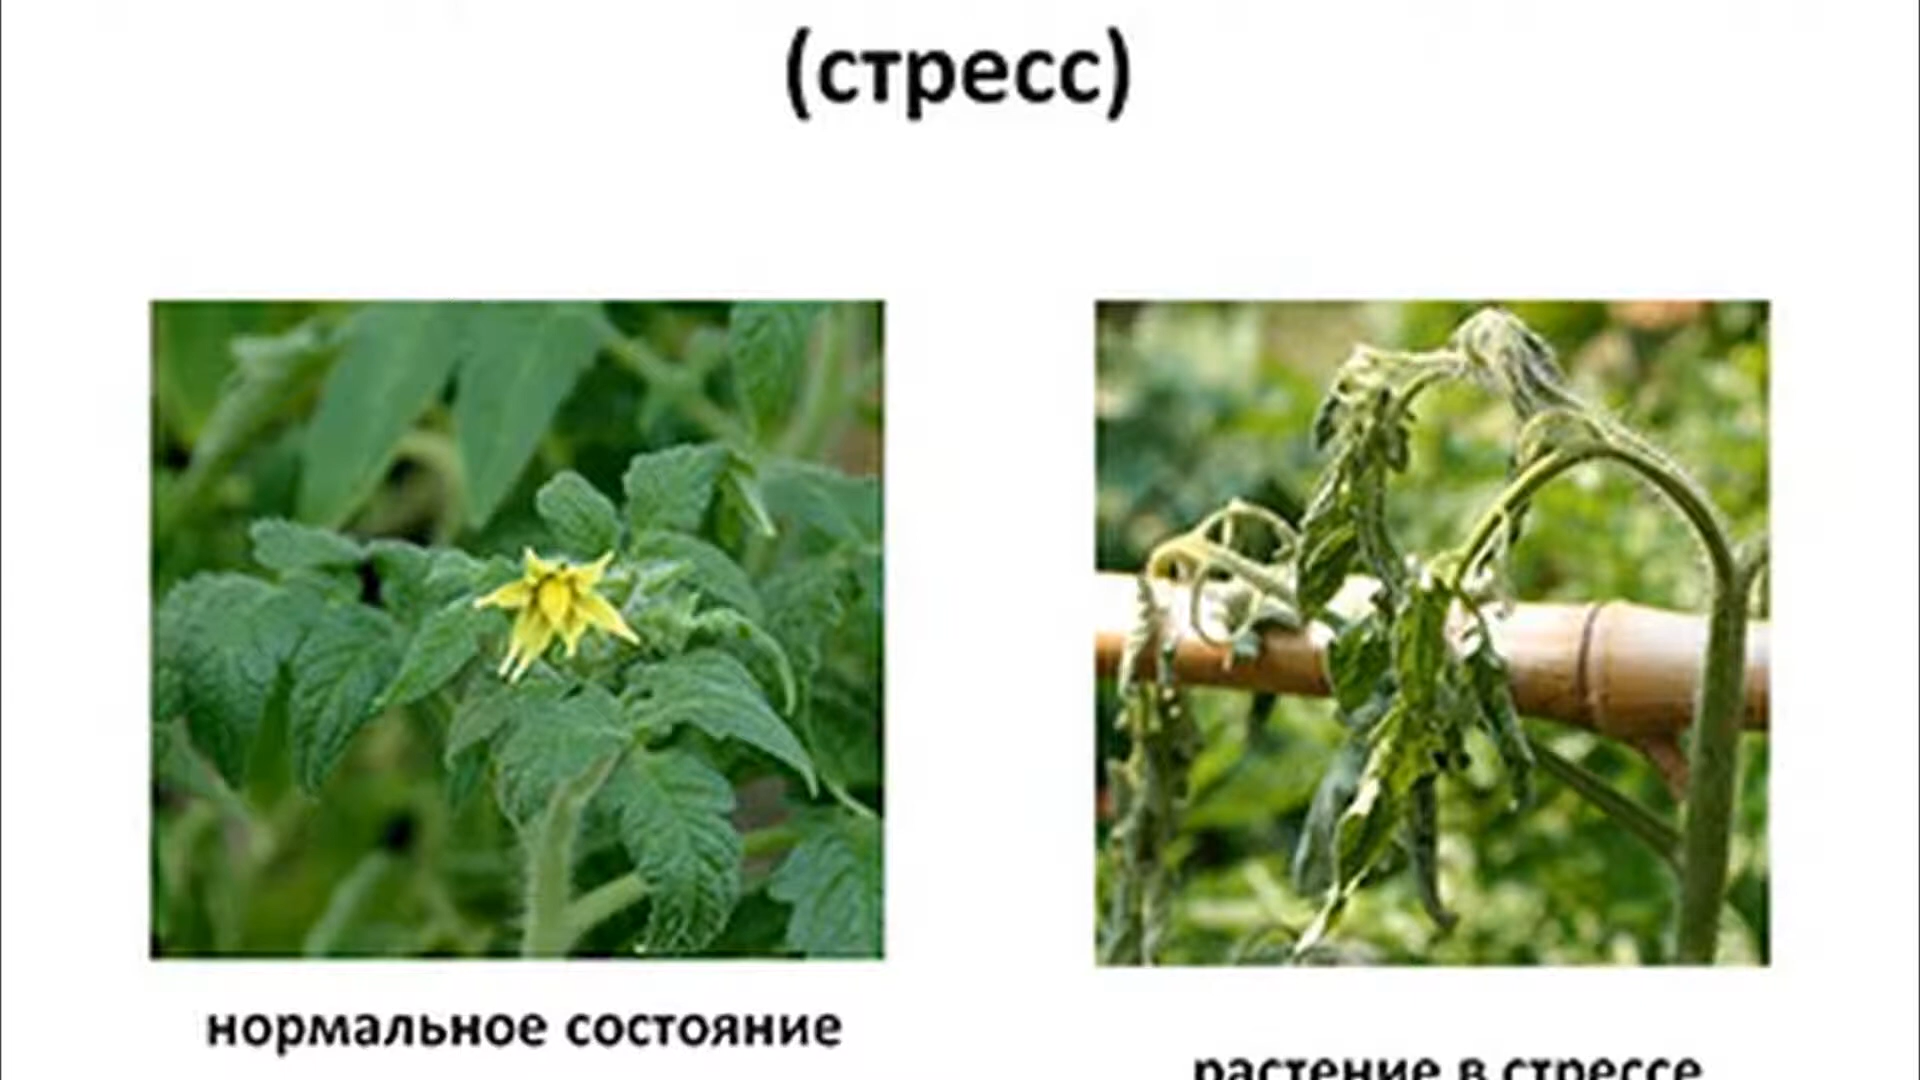 (стресс)
нормальное состояние
растение в стрессе